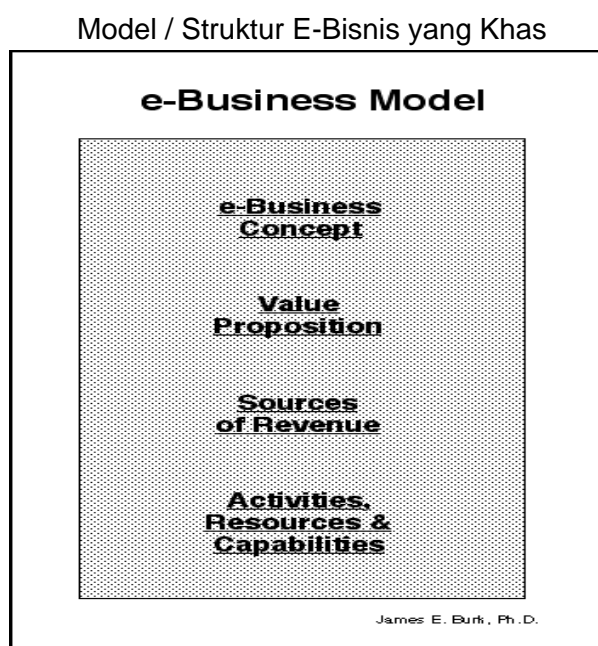 Model / Struktur E-Bisnis yang Khas
e-Business Model
e-Business
Concept
Value
Proposition
Sources
of Revenue
Activities,
Resources &
Capabilities
James E. Burk, Ph.D.